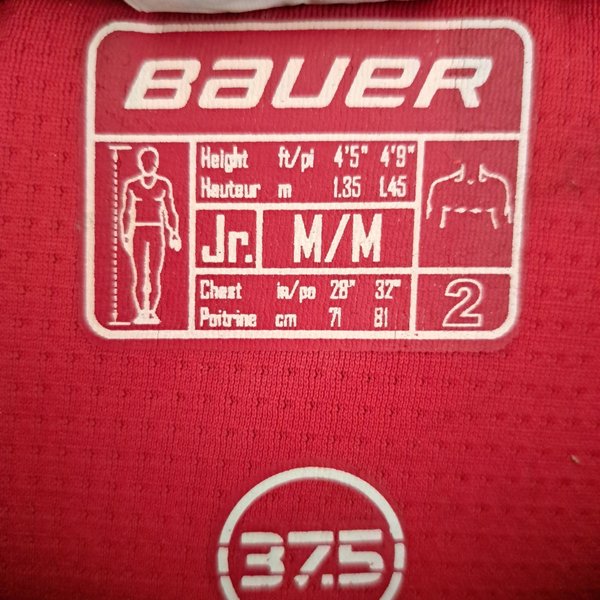 BAUER
Height ft/pi 4'5" 4'9"
Hauteur m 1.35 1.45
Jr. M/M
Chest in/po 28" 32"
Poitrine cm 71 81
2
37.5